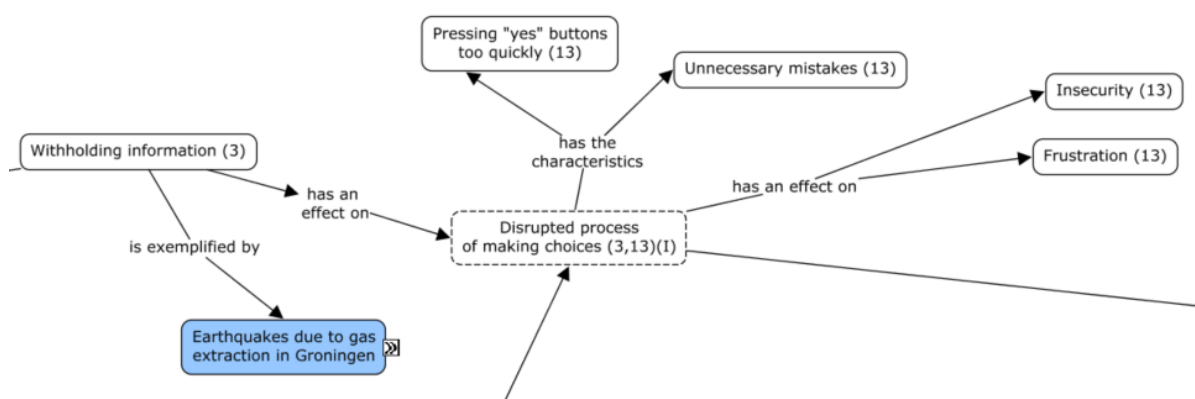 Pressing "yes" buttons
too quickly (13)
Unnecessary mistakes (13)
Insecurity (13)
has the
characteristics
Withholding information (3)
Frustration (13)
has an effect on
has an
effect on
Disrupted process
of making choices (3,13)(I)
is exemplified by
Earthquakes due to gas
extraction in Groningen